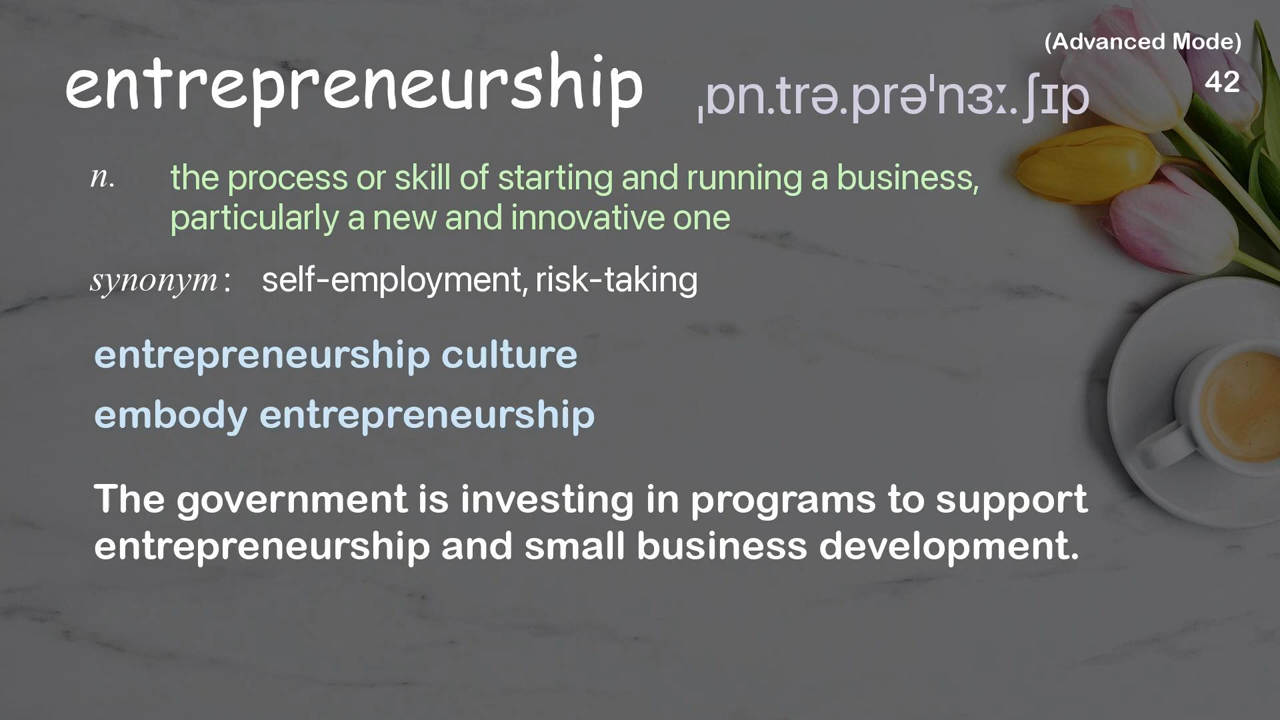 (Advanced Mode)
entrepreneurship ˌɒn.trə.prəˈnɜː.ʃɪp 42
n. the process or skill of starting and running a business,
particularly a new and innovative one
synonym: self-employment, risk-taking
entrepreneurship culture
embody entrepreneurship
The government is investing in programs to support
entrepreneurship and small business development.